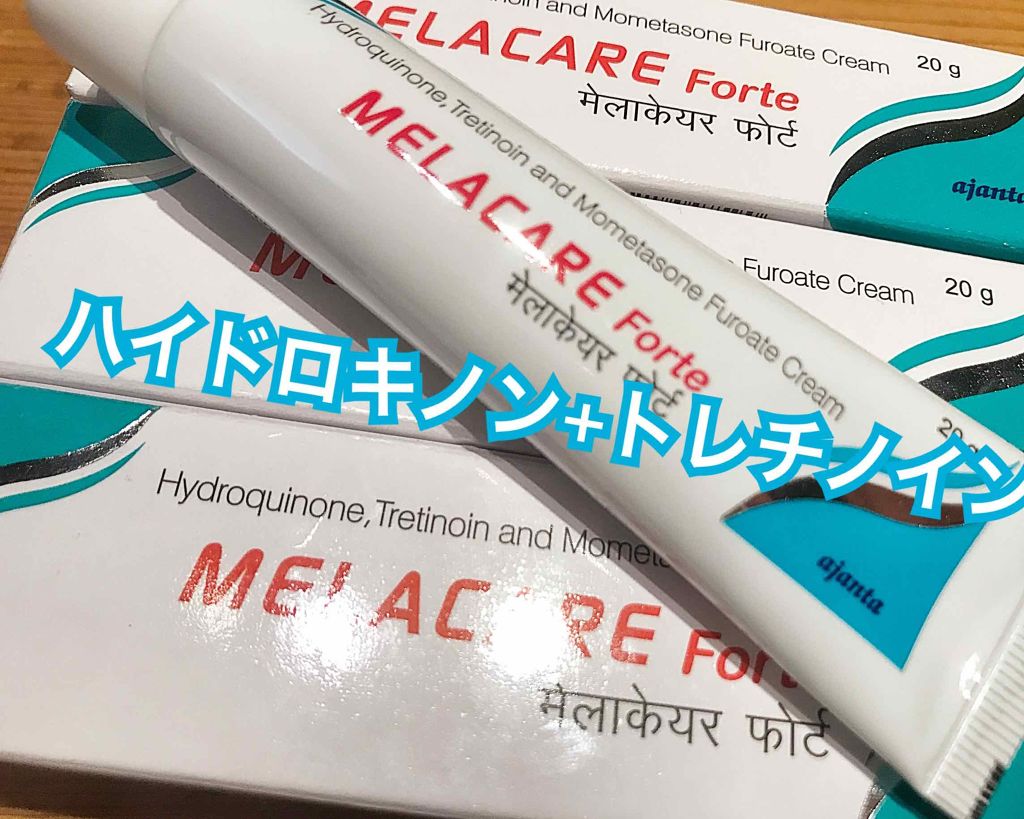 and Mometasone Furoate Cream
20 g
MELACARE Forte
मेलाकेयर फोर्ट
ajanta
Hydroquinone, Tretinoin and Mometasone Furoate Cream
MELACARE Forte
मेलाकेयर फोर्ट
20 g
ajanta
Furoate Cream
20 g
ハイドロキノン+トレチノイン
Hydroquinone, Tretinoin and
MELACARE Forte
मेलाकेयर फोर्ट